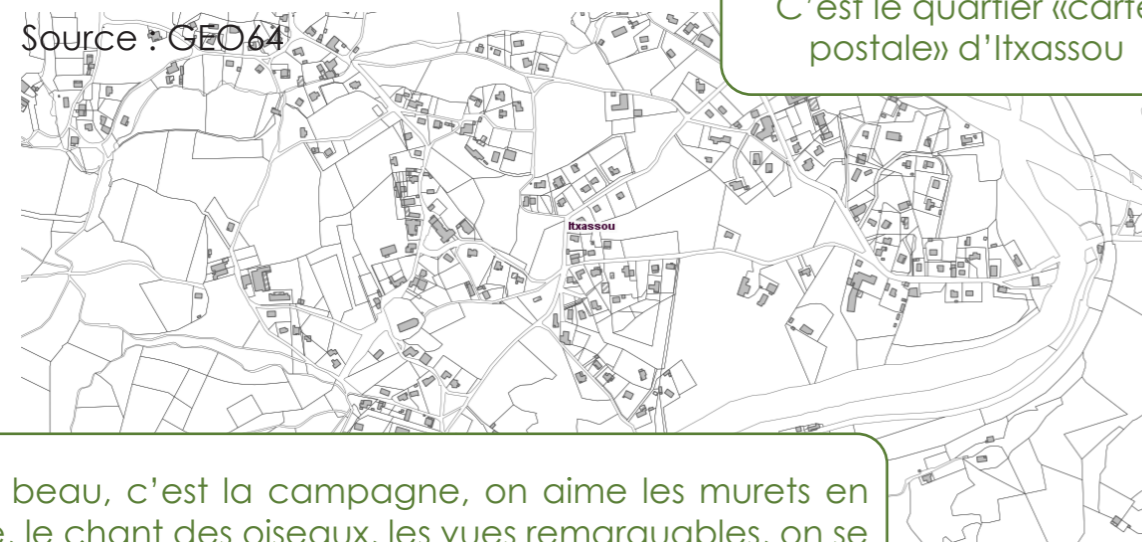 C’est le quartier «carte
postale» d’Itxassou
Source : GEO64
Itxassou
beau, c’est la campagne, on aime les murets en
le chant des oiseaux, les vues remarquables, on se